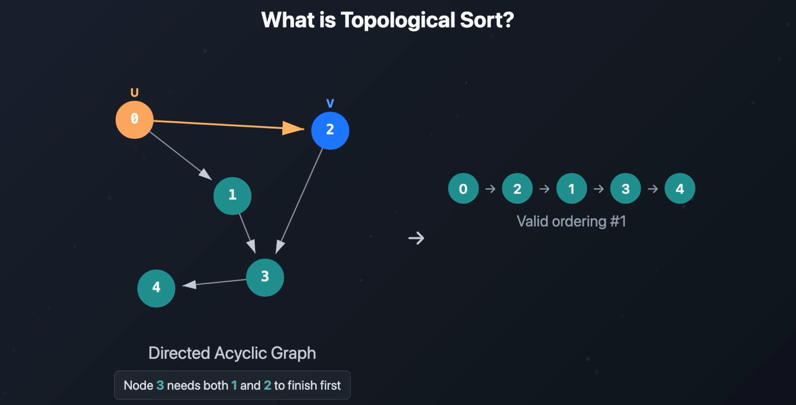 What is Topological Sort?
U
0
V
2
1
3
4
0 → 2 → 1 → 3 → 4
Valid ordering #1
→
Directed Acyclic Graph
Node 3 needs both 1 and 2 to finish first